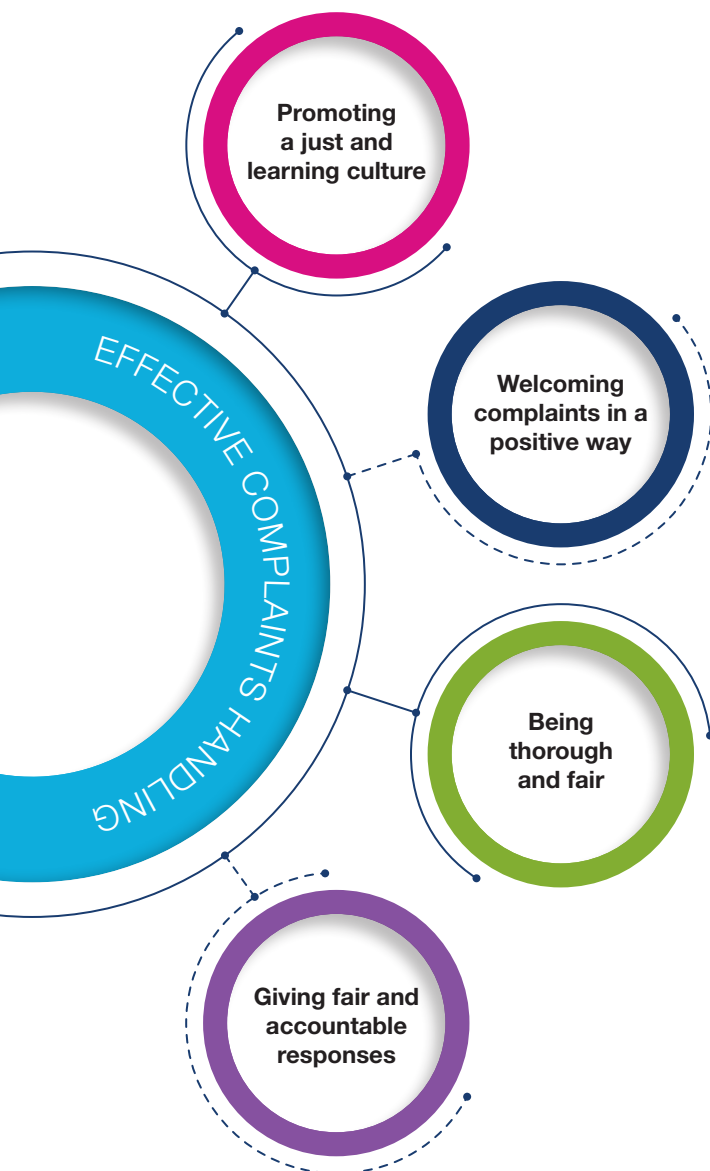 Promoting
a just and
learning culture
EFFECTIVE COMPLAINTS HANDLING
Welcoming
complaints in a
positive way
Being
thorough
and fair
Giving fair and
accountable
responses